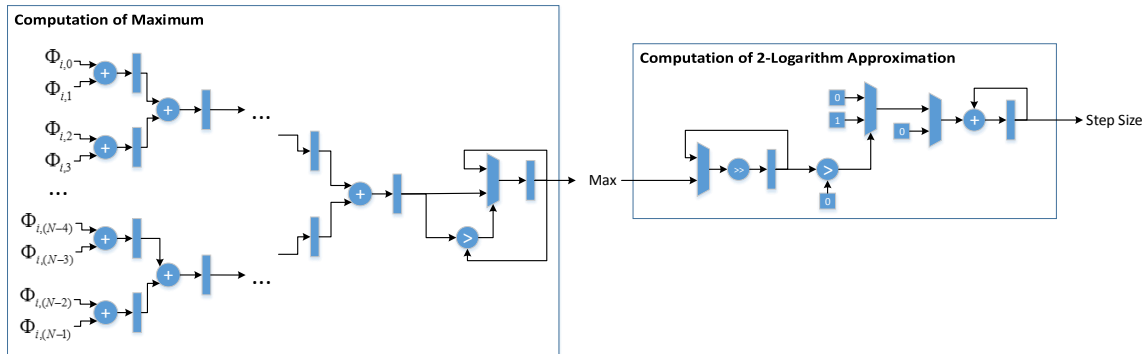 Computation of Maximum
Φi,0
+
Φi,1
+
...
Φi,2
+
Φi,3
...
+
>
Φi,(N−4)
+
Φi,(N−3)
+
...
Φi,(N−2)
+
Φi,(N−1)
Max
Computation of 2-Logarithm Approximation
0
1
0
+
>>
>
0
Step Size